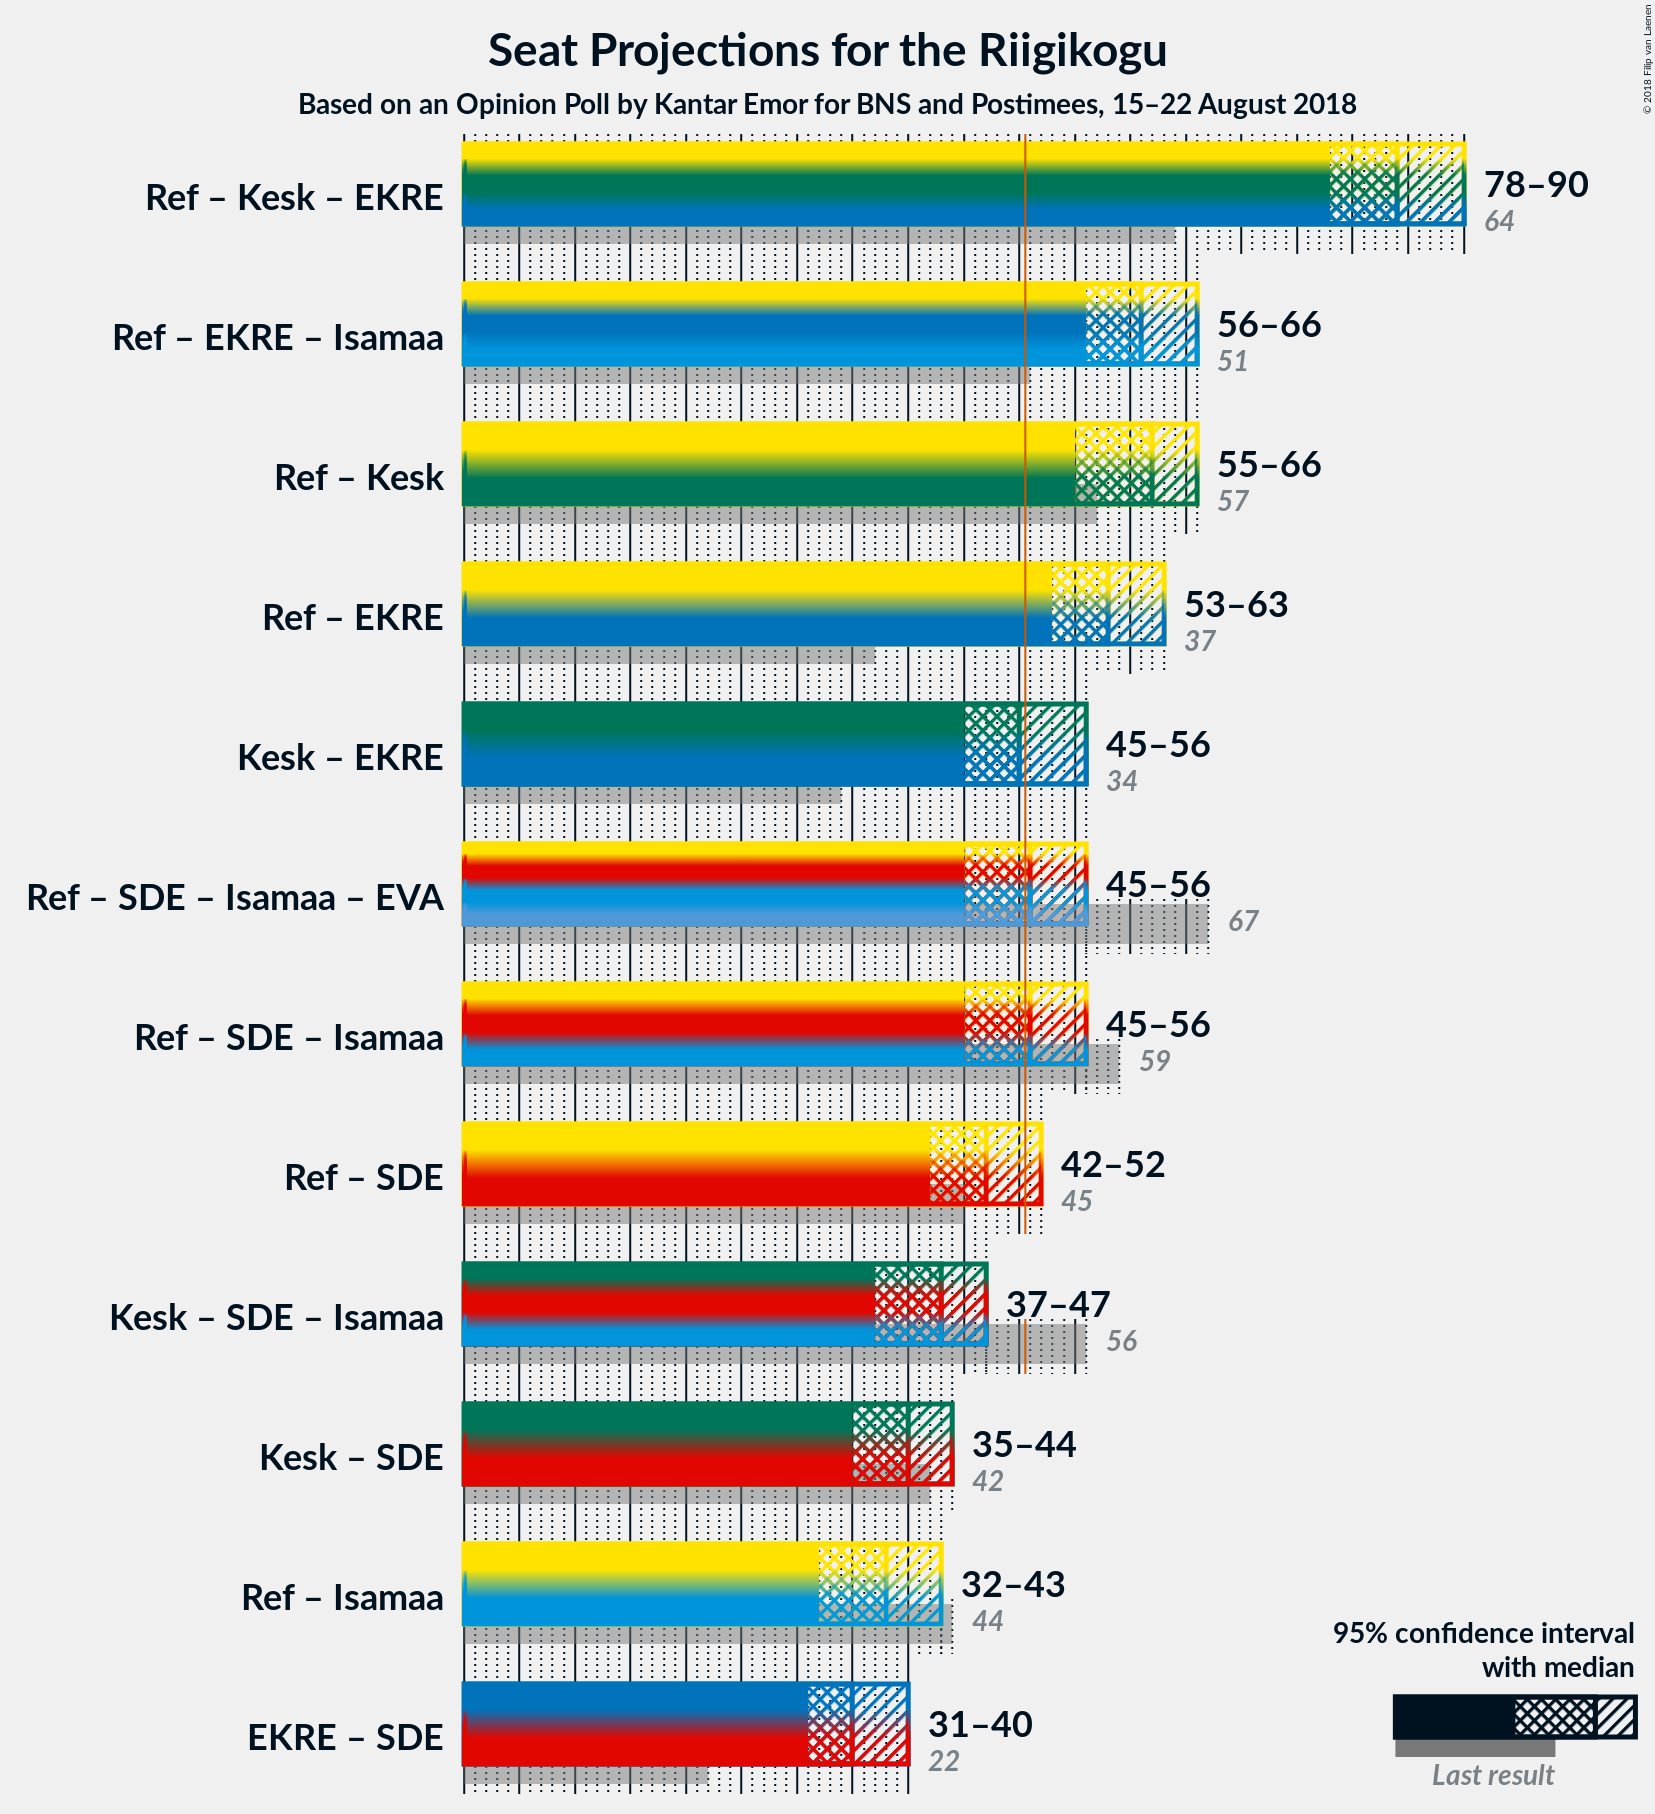 Seat Projections for the Riigikogu
Based on an Opinion Poll by Kantar Emor for BNS and Postimees, 15–22 August 2018
© 2018 Filip van Laenen
Ref – Kesk – EKRE
78–90
64
Ref – EKRE – Isamaa
56–66
51
Ref – Kesk
55–66
57
Ref – EKRE
53–63
37
Kesk – EKRE
45–56
34
Ref – SDE – Isamaa – EVA
45–56
67
Ref – SDE – Isamaa
45–56
59
Ref – SDE
42–52
45
Kesk – SDE – Isamaa
37–47
56
Kesk – SDE
35–44
42
Ref – Isamaa
32–43
44
EKRE – SDE
31–40
22
95% confidence interval
with median
Last result